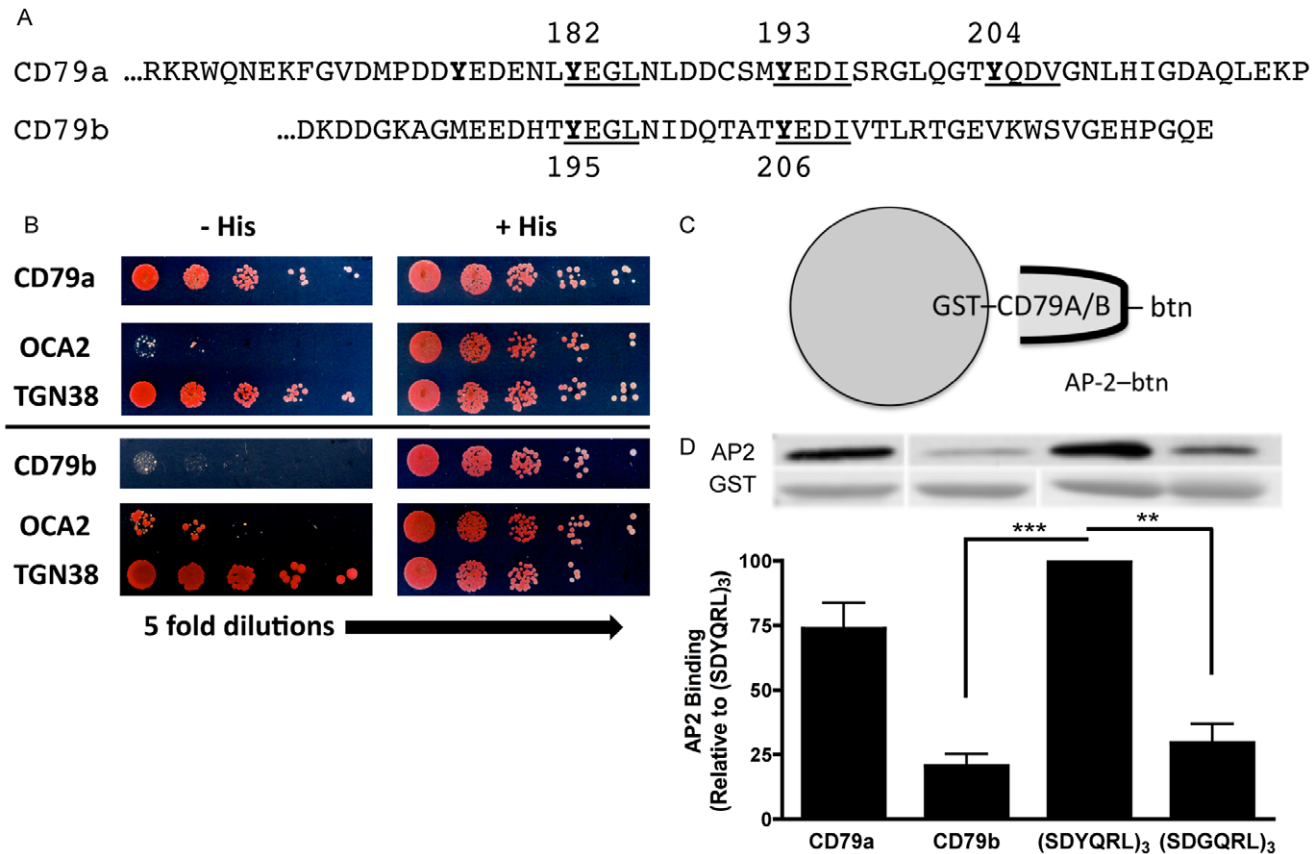 A
182 193 204
CD79a …RKRWQNEKFGVDMPDDYEDENLYEGLNLDDCSMYEDISRGLQGTYQDVGNLHIGDAQLEKP
CD79b …DKDDGKAGMEEDHTYEGLNIDQTATYEDIVTLRTGEVKWSVGEHPGQE
195 206
B
- His + His
CD79a
OCA2
TGN38
CD79b
OCA2
TGN38
5 fold dilutions
C
GST–CD79A/B – btn
AP-2–btn
D
AP2
GST
*** **
AP2 Binding
(Relative to (SDYQRL)3)
100
75
50
25
0
CD79a CD79b (SDYQRL)3 (SDGQRL)3